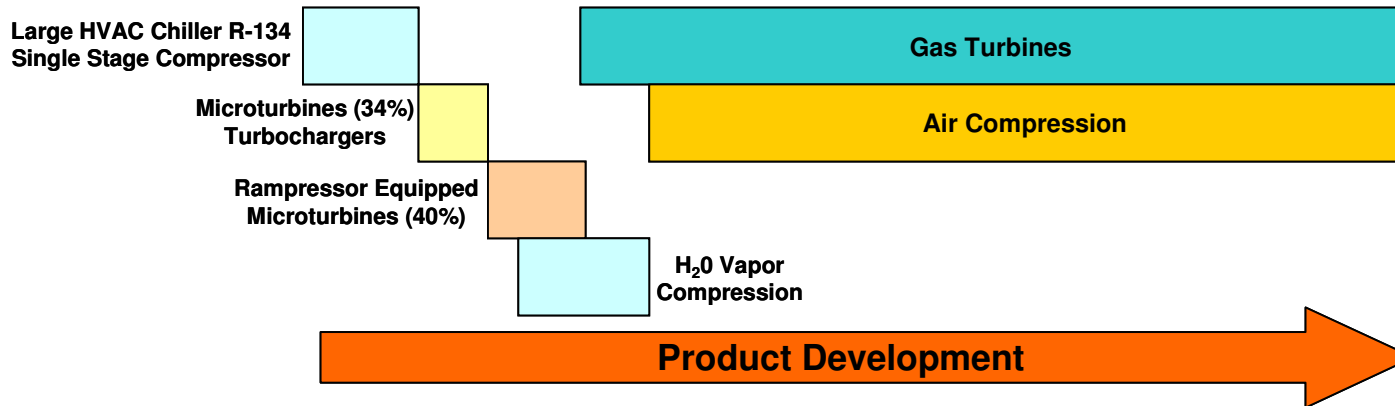 Large HVAC Chiller R-134
Single Stage Compressor
Gas Turbines
Microturbines (34%)
Turbochargers
Air Compression
Rampressor Equipped
Microturbines (40%)
H₂0 Vapor
Compression
Product Development